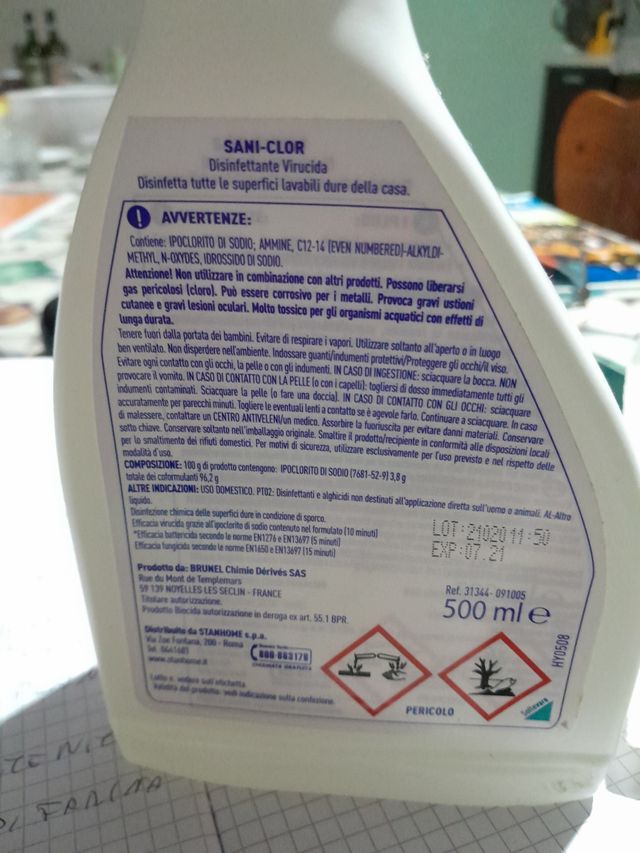 SANI-CLOR
Disinfettante Virucida
Disinfetta tutte le superfici lavabili dure della casa.
! AVVERTENZE:
Contiene: IPOCLORITO DI SODIO; AMMINE, C12-14 (EVEN NUMBERED)-ALKYLDI-
METHYL, N-OXYDES, IDROSSIDO DI SODIO.
Attenzione! Non utilizzare in combinazione con altri prodotti. Possono liberarsi
gas pericolosi (cloro). Può essere corrosivo per i metalli. Provoca gravi ustioni
cutanee e gravi lesioni oculari. Molto tossico per gli organismi acquatici con effetti di
lunga durata.
Tenere fuori dalla portata dei bambini. Evitare di respirare i vapori. Utilizzare soltanto all'aperto o in luogo
ben ventilato. Non disperdere nell'ambiente. Indossare guanti/indumenti protettivi/Proteggere gli occhi/il viso.
Evitare ogni contatto con gli occhi, la pelle o con gli indumenti. IN CASO DI INGESTIONE: sciacquare la bocca. NON
provocare il vomito. IN CASO DI CONTATTO CON LA PELLE (o con i capelli): togliersi di dosso immediatamente tutti gli
indumenti contaminati. Sciacquare la pelle (o fare una doccia). IN CASO DI CONTATTO CON GLI OCCHI: sciacquare
accuratamente per parecchi minuti. Togliere le eventuali lenti a contatto se è agevole farlo. Continuare a sciacquare. In caso
di malessere, contattare un CENTRO ANTIVELENI/un medico. Assorbire la fuoriuscita per evitare danni materiali. Conservare
sotto chiave. Conservare soltanto nell'imballaggio originale. Smaltire il prodotto/recipiente in conformità alle disposizioni locali
per lo smaltimento dei rifiuti domestici. Per motivi di sicurezza, utilizzare esclusivamente per l'uso previsto e nel rispetto delle
modalità d'uso.
COMPOSIZIONE: 100 g di prodotto contengono: IPOCLORITO DI SODIO (7681-52-9) 3,8 g
totale dei coformulanti 96,2 g
ALTRE INDICAZIONI: USO DOMESTICO. PT02: Disinfettanti e alghicidi non destinati all'applicazione diretta sull'uomo o animali. AL-Altro
liquido.
Disinfezione chimica delle superfici dure in condizione di sporco.
Efficacia virucida grazie all'ipoclorito di sodio contenuto nel formulato (10 minuti)
*Efficacia battericida secondo le norme EN1276 e EN13697 (5 minuti)
Efficacia fungicida secondo le norme EN1650 e EN13697 (15 minuti)
LOT:21020 11:50
EXP:07.21
Prodotto da: BRUNEL Chimie Dérivés SAS
Rue du Mont de Templemars
59 139 NOYELLES LES SECLIN - FRANCE
Titolare autorizzazione.
Prodotto Biocida autorizzazione in deroga ex art. 55.1 BPR.
Ref. 31344- 091005
500 ml e
Distribuito da STANHOME s.p.a.
Via Zoe Fontana, 200 - Roma
www.stanhome.it
Lotto e vedere sull'etichetta.
Validità del prodotto: vedi indicazione sulla confezione.
PERICOLO
HY0508
DI FARINA